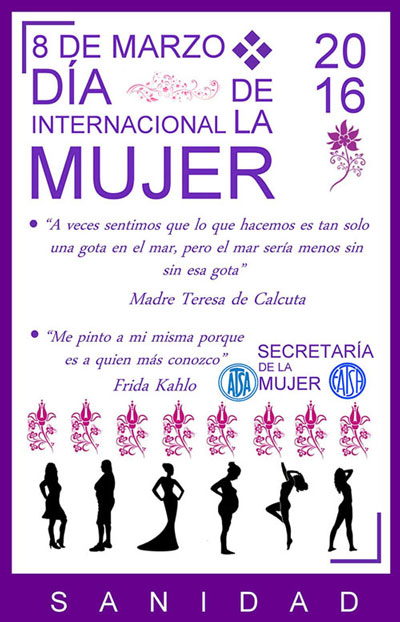 8 DE MARZO
DÍA DE
INTERNACIONAL LA
MUJER
2016
"A veces sentimos que lo que hacemos es tan solo
una gota en el mar, pero el mar sería menos sin
sin esa gota"
Madre Teresa de Calcuta
"Me pinto a mi misma porque
es a quien más conozco"
Frida Kahlo
SECRETARÍA
DE LA
MUJER
ATSA
FATSA
SANIDAD